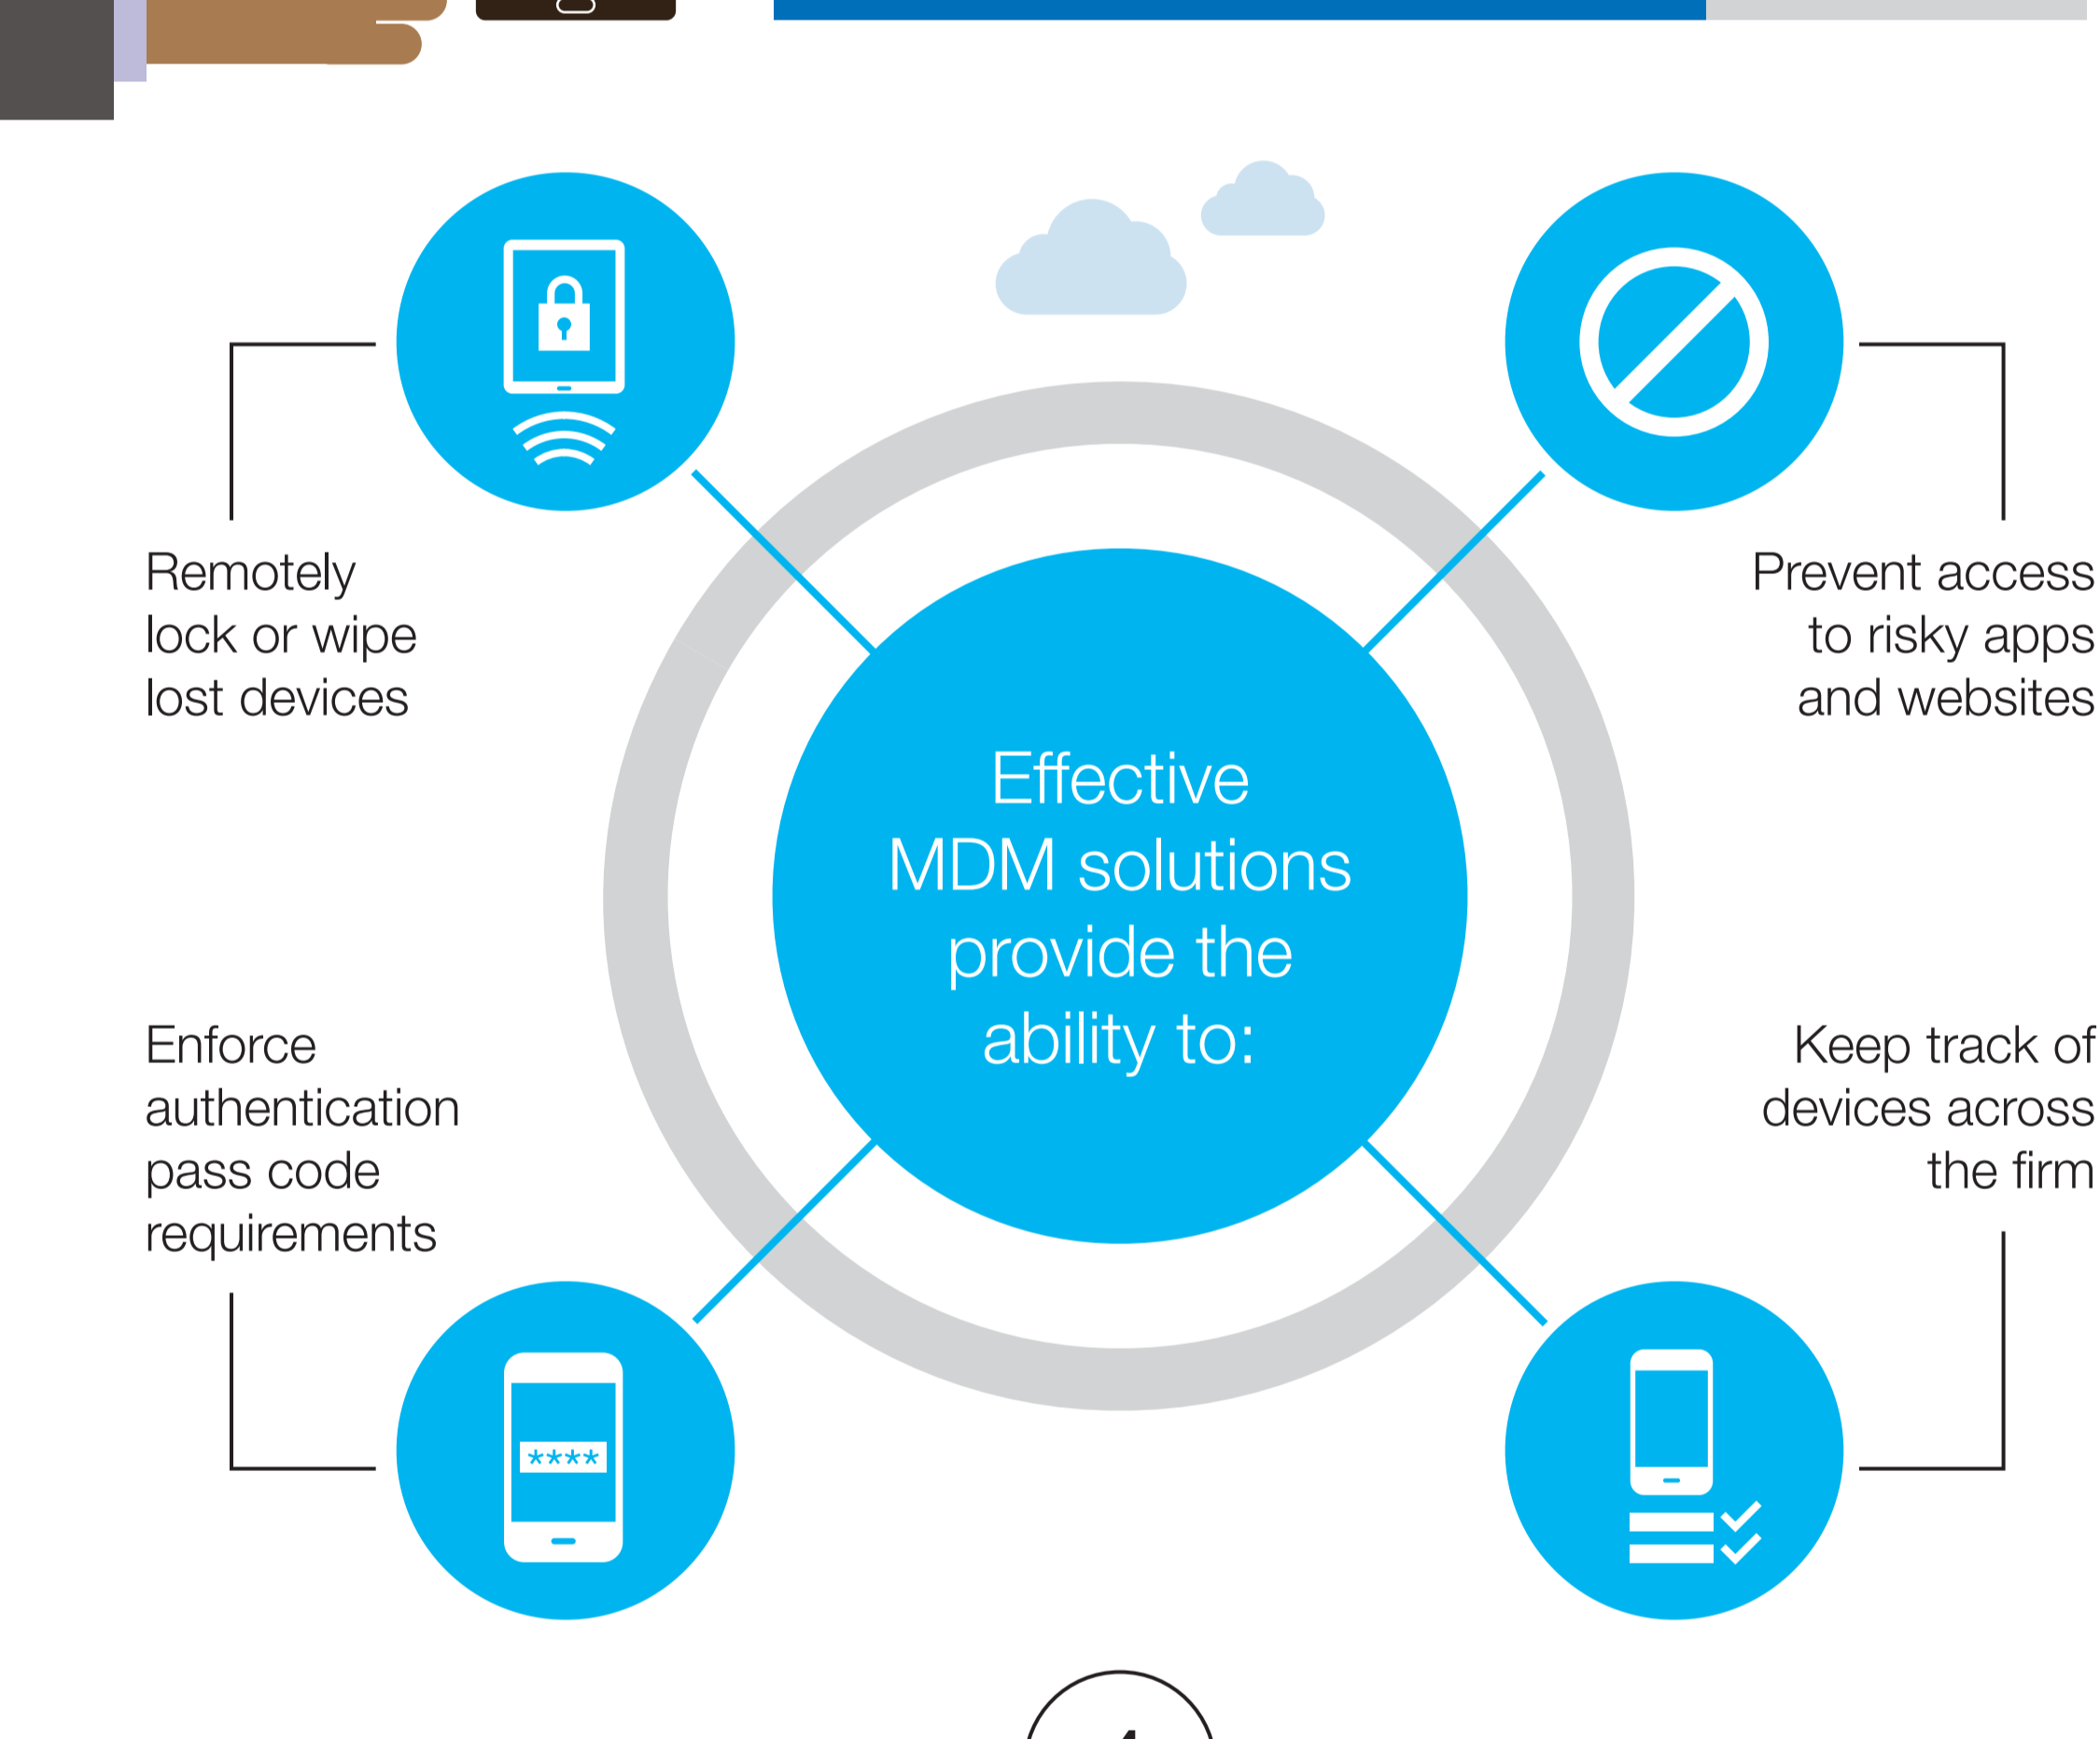 Remotely
lock or wipe
lost devices
Prevent access
to risky apps
and websites
Effective
MDM solutions
provide the
ability to:
Enforce
authentication
pass code
requirements
Keep track of
devices across
the firm
****